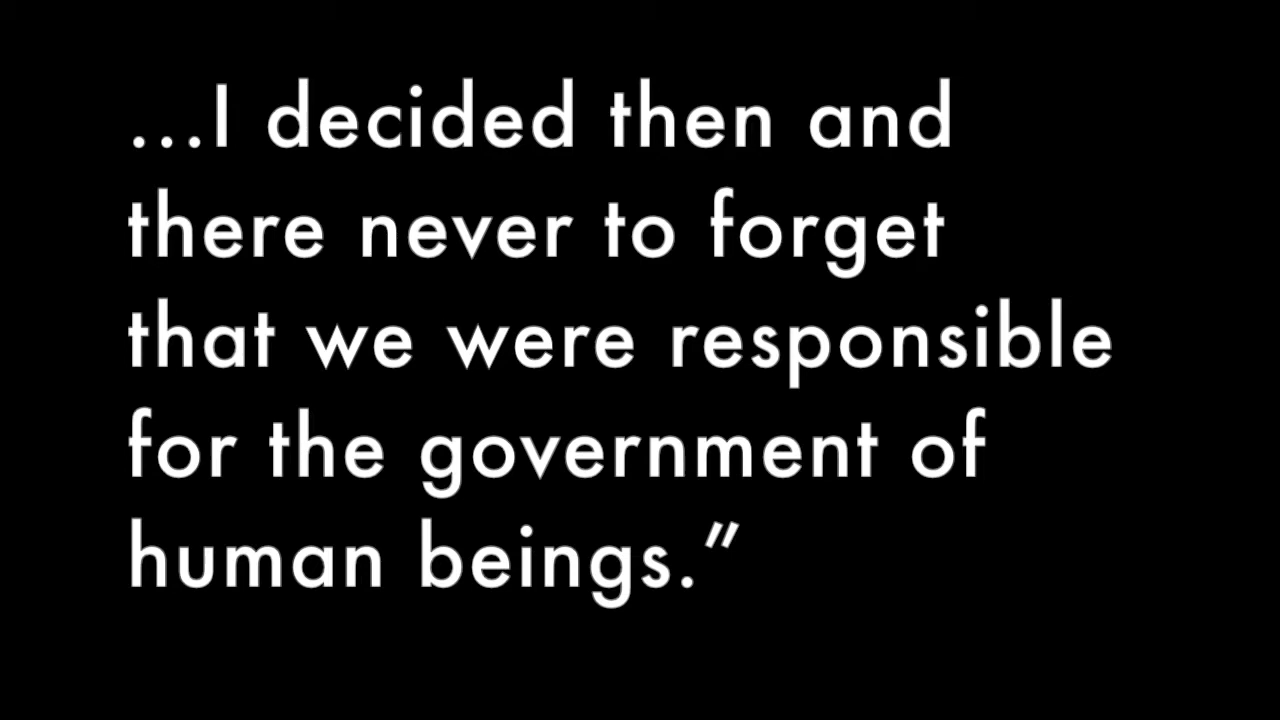 ...I decided then and
there never to forget
that we were responsible
for the government of
human beings.”